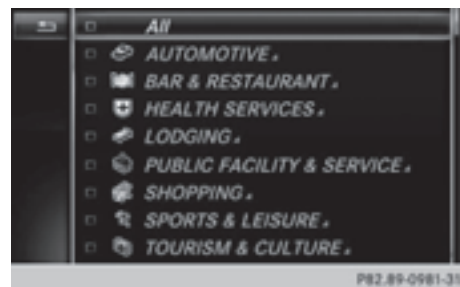 All
AUTOMOTIVE
BAR & RESTAURANT
HEALTH SERVICES
LODGING
PUBLIC FACILITY & SERVICE
SHOPPING
SPORTS & LEISURE
TOURISM & CULTURE
P82.89-0981-31